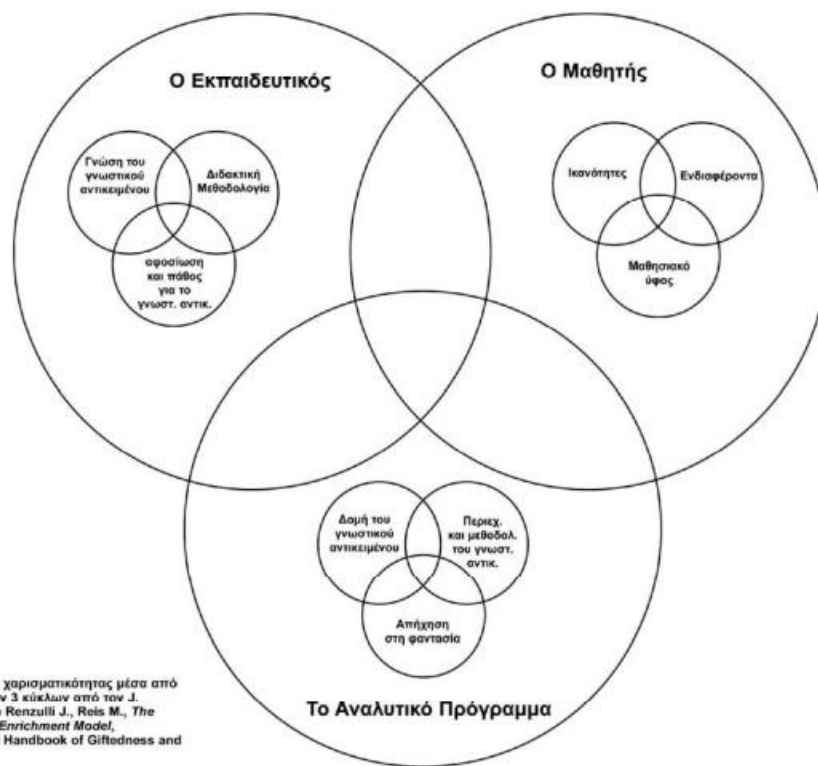 Ο Εκπαιδευτικός
Γνώση του
γνωστικού
αντικειμένου
Διδακτική
Μεθοδολογία
αφοσίωση
και πάθος
για το
γνωστ. αντικ.
Ο Μαθητής
Ικανότητες
Ενδιαφέροντα
Μαθησιακό
ύφος
Δομή του
γνωστικού
αντικειμένου
Περιεχ.
και μεθοδολ.
του γνωστ.
αντικ.
Απήχηση
στη φαντασία
Το Αναλυτικό Πρόγραμμα
χαρισματικότητας μέσα από
ν 3 κύκλων από τον J.
Renzulli J., Reis M., The
Enrichment Model,
Handbook of Giftedness and